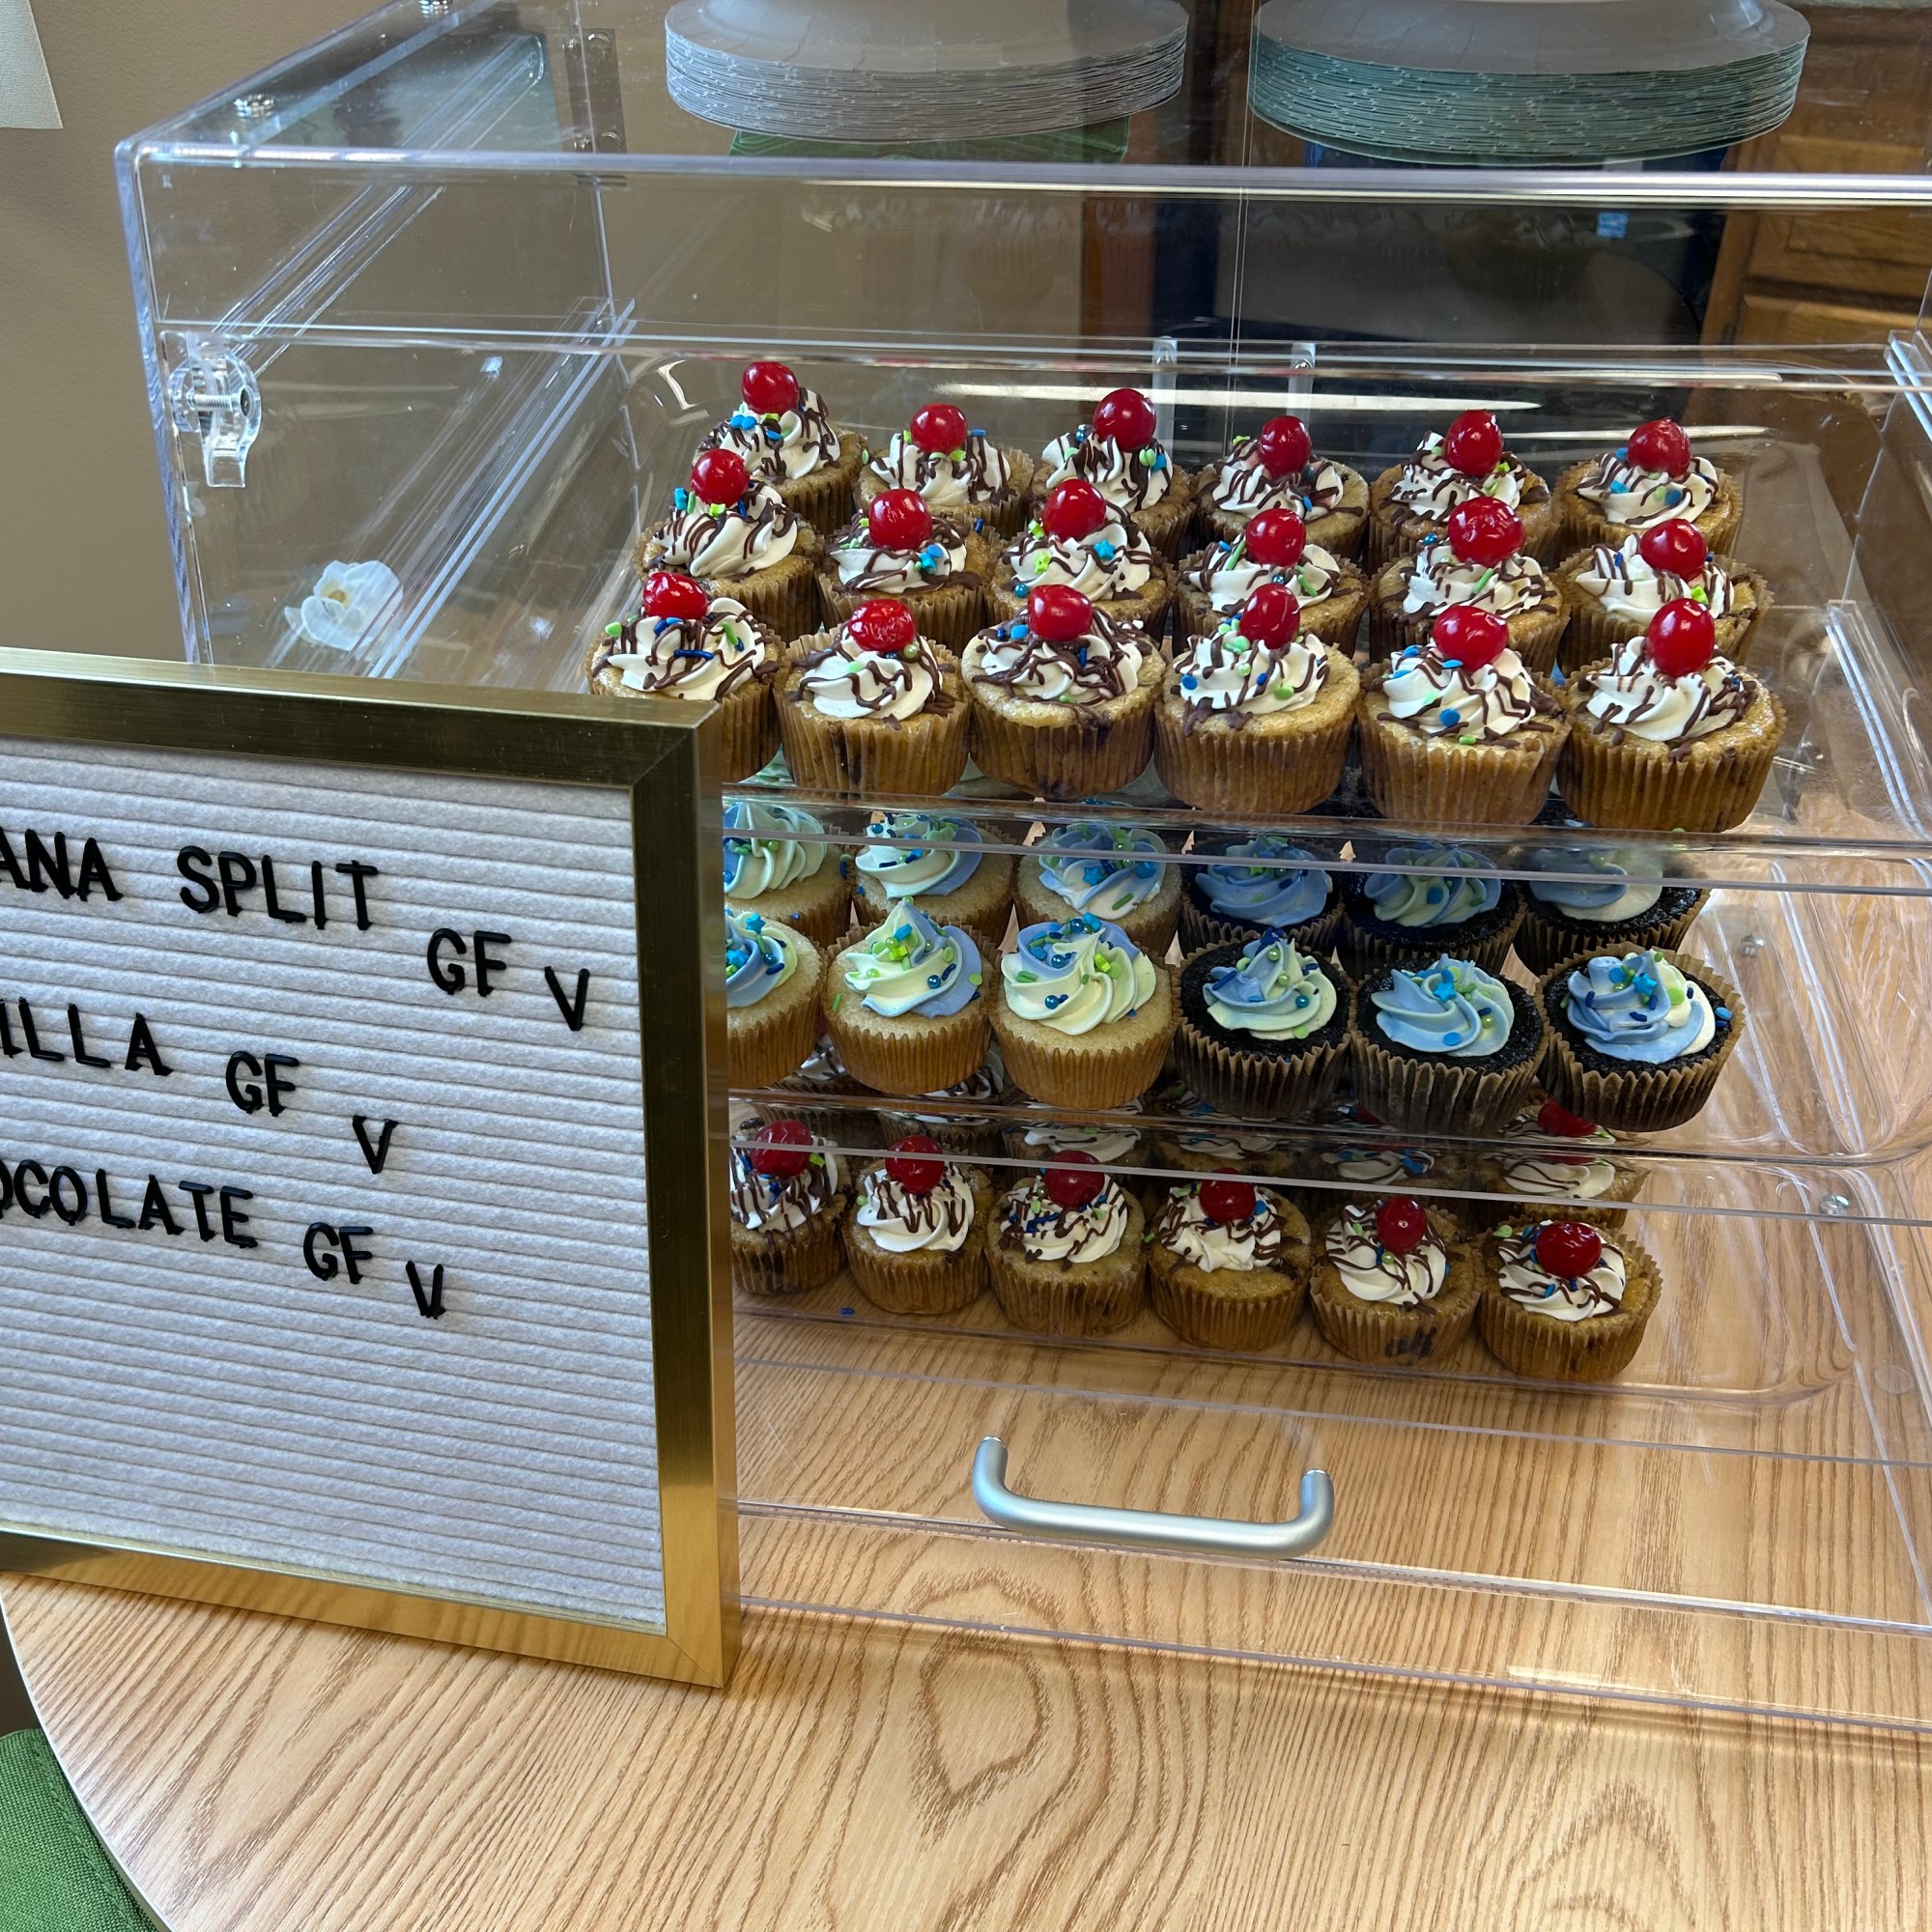 ANA SPLIT GF V
ILLA GF V
OCOLATE GF V